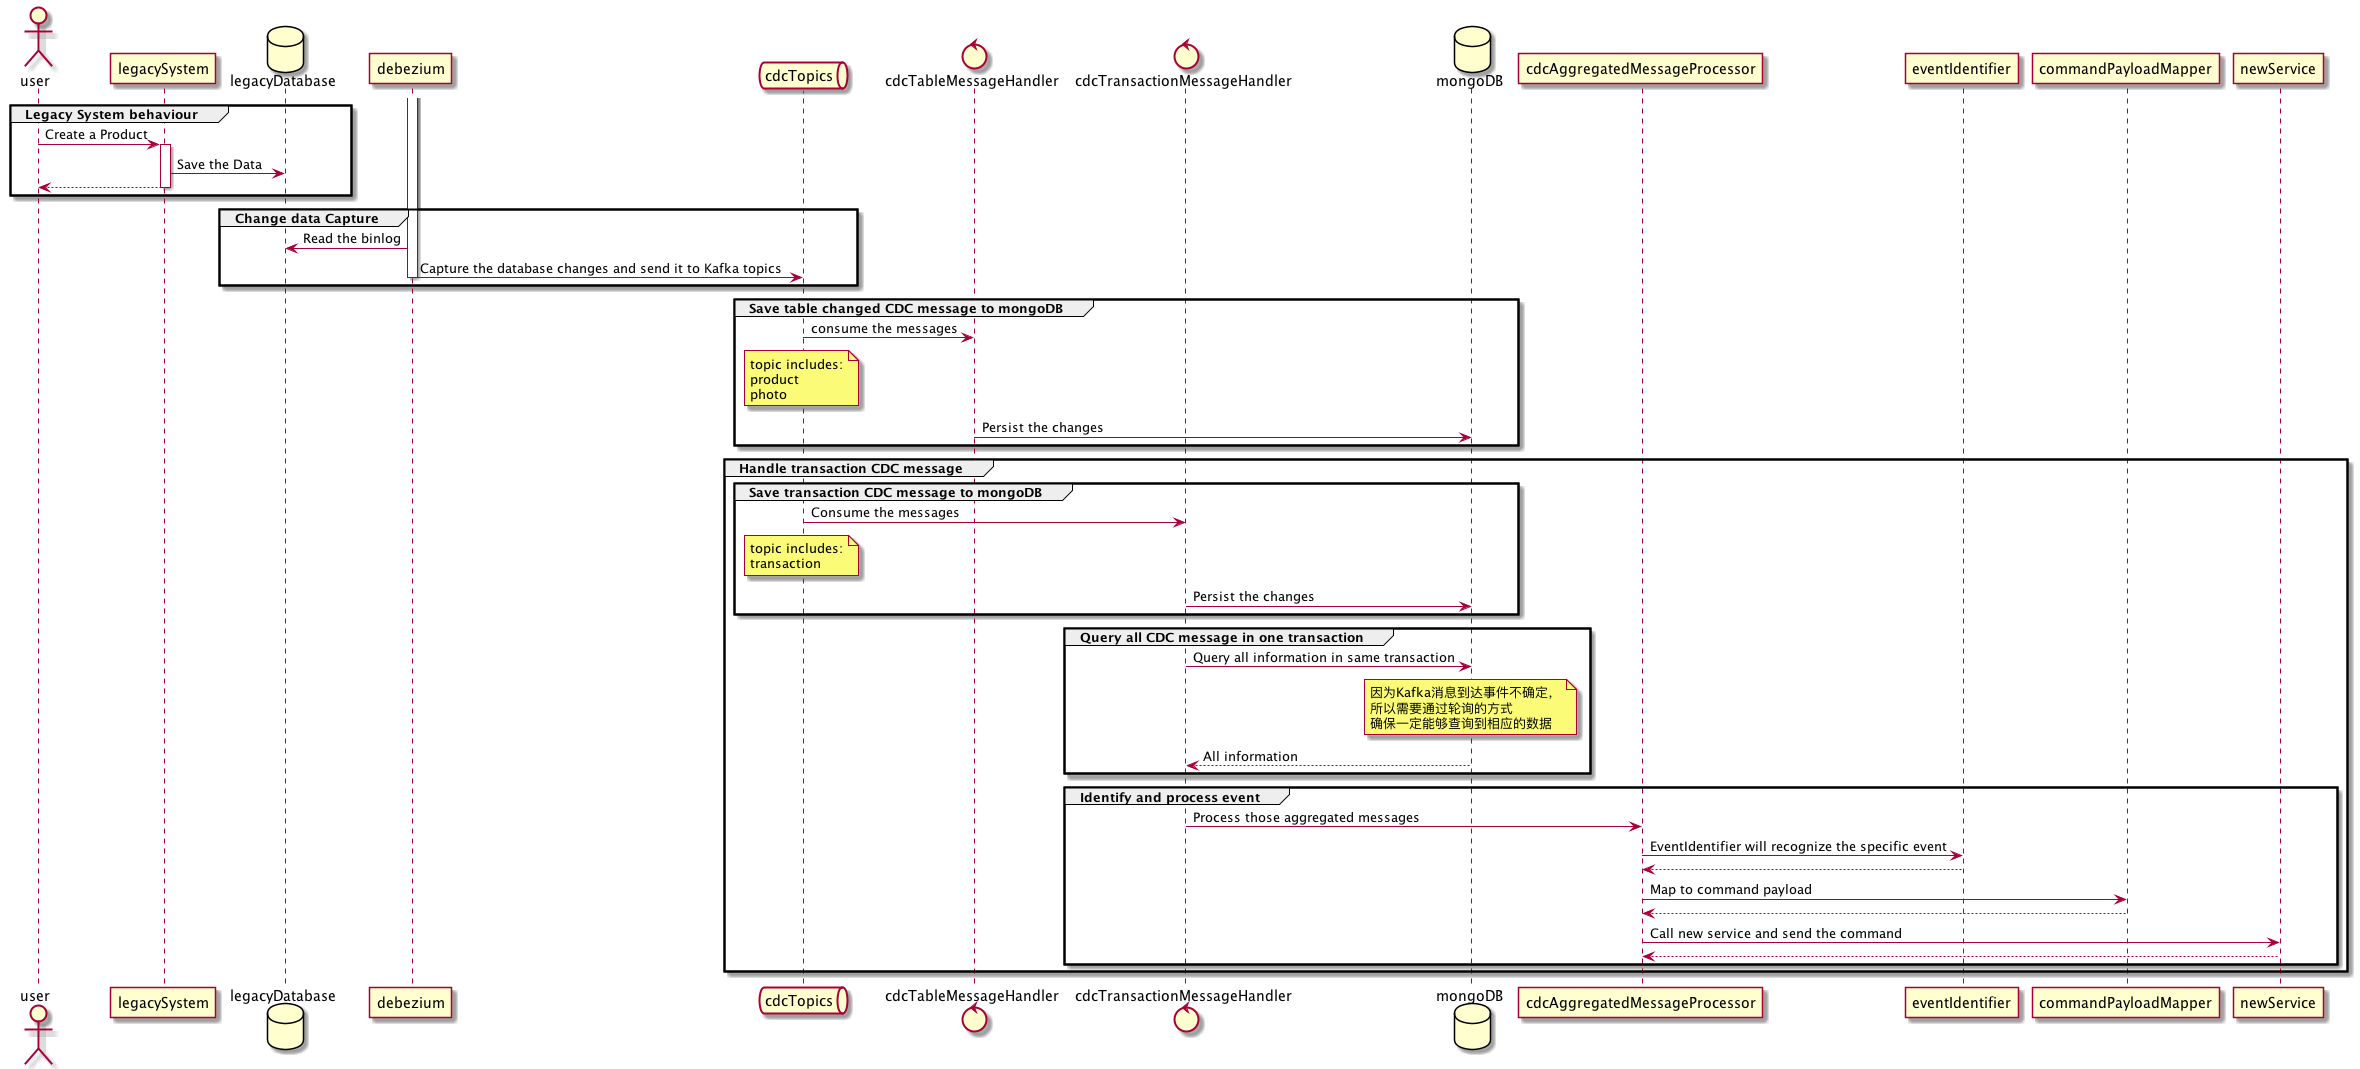 user
legacySystem
legacyDatabase
debezium
cdcTopics
cdcTableMessageHandler
cdcTransactionMessageHandler
mongoDB
cdcAggregatedMessageProcessor
eventIdentifier
commandPayloadMapper
newService
Legacy System behaviour
Create a Product
Save the Data
Change data Capture
Read the binlog
Capture the database changes and send it to Kafka topics
Save table changed CDC message to mongoDB
consume the messages
topic includes:
product
photo
Persist the changes
Handle transaction CDC message
Save transaction CDC message to mongoDB
Consume the messages
topic includes:
transaction
Persist the changes
Query all CDC message in one transaction
Query all information in same transaction
因为Kafka消息到达事件不确定，
所以需要通过轮询的方式
确保一定能够查询到相应的数据
All information
Identify and process event
Process those aggregated messages
EventIdentifier will recognize the specific event
Map to command payload
Call new service and send the command
user
legacySystem
legacyDatabase
debezium
cdcTopics
cdcTableMessageHandler
cdcTransactionMessageHandler
mongoDB
cdcAggregatedMessageProcessor
eventIdentifier
commandPayloadMapper
newService